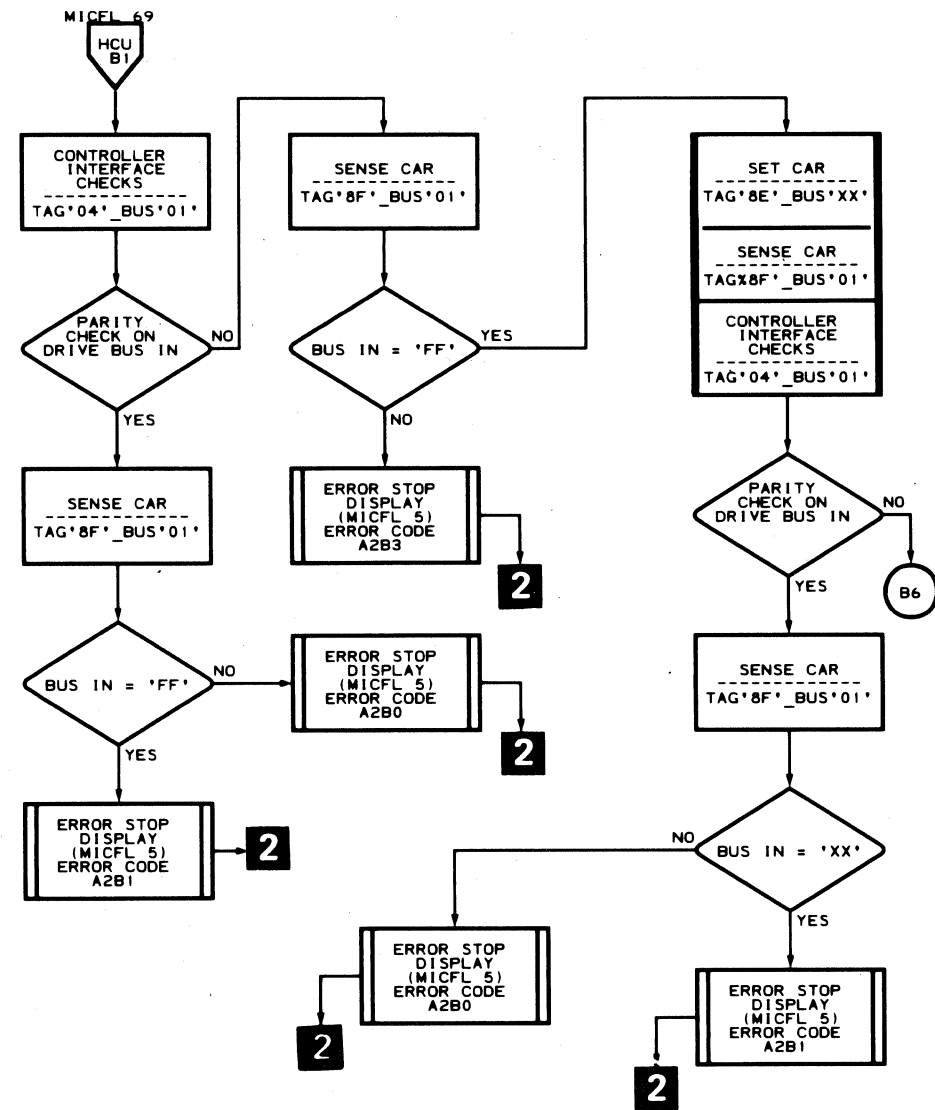 MICFL 69
HCU
B1
CONTROLLER
INTERFACE
CHECKS
TAG'04'_BUS'01'
PARITY
CHECK ON
DRIVE BUS IN
NO
YES
SENSE CAR
TAG'8F'_BUS'01'
BUS IN = 'FF'
NO
YES
ERROR STOP
DISPLAY
(MICFL 5)
ERROR CODE
A2B1
2
ERROR STOP
DISPLAY
(MICFL 5)
ERROR CODE
A2B0
2
SENSE CAR
TAG'8F'_BUS'01'
BUS IN = 'FF'
YES
NO
ERROR STOP
DISPLAY
(MICFL 5)
ERROR CODE
A2B3
2
SET CAR
TAG'8E'_BUS'XX'
SENSE CAR
TAG%8F'_BUS'01'
CONTROLLER
INTERFACE
CHECKS
TAG'04'_BUS'01'
PARITY
CHECK ON
DRIVE BUS IN
NO
B6
YES
SENSE CAR
TAG'8F'_BUS'01'
BUS IN = 'XX'
NO
YES
ERROR STOP
DISPLAY
(MICFL 5)
ERROR CODE
A2B0
2
ERROR STOP
DISPLAY
(MICFL 5)
ERROR CODE
A2B1
2